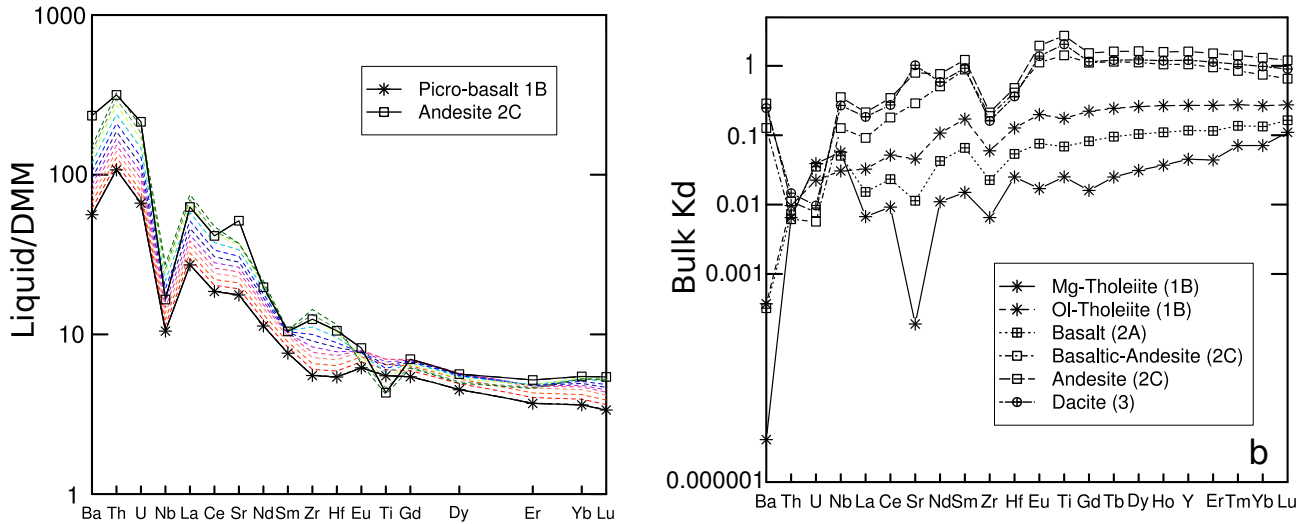 1000
100
10
1
Liquid/DMM
Picro-basalt 1B
Andesite 2C
Ba Th U Nb La Ce Sr Nd Sm Zr Hf Eu Ti Gd Dy Er Yb Lu
1
0.1
0.01
0.001
0.000001
Bulk Kd
Mg-Tholeiite (1B)
Ol-Tholeiite (1B)
Basalt (2A)
Basaltic-Andesite (2C)
Andesite (2C)
Dacite (3)
b
Ba Th U Nb La Ce Sr Nd Sm Zr Hf Eu Ti Gd Tb Dy Ho Y Er Tm Yb Lu